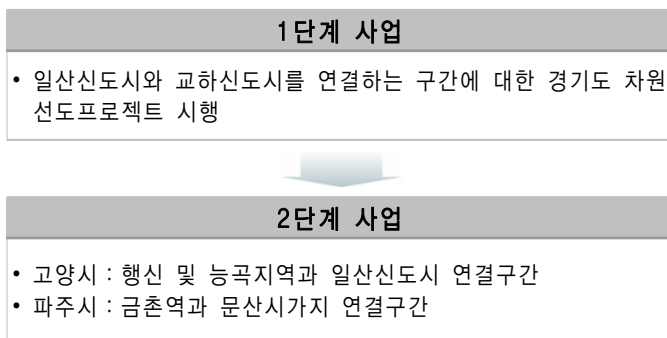 1단계 사업
• 일산신도시와 교하신도시를 연결하는 구간에 대한 경기도 차원
선도프로젝트 시행
2단계 사업
• 고양시 : 행신 및 능곡지역과 일산신도시 연결구간
• 파주시 : 금촌역과 문산시가지 연결구간